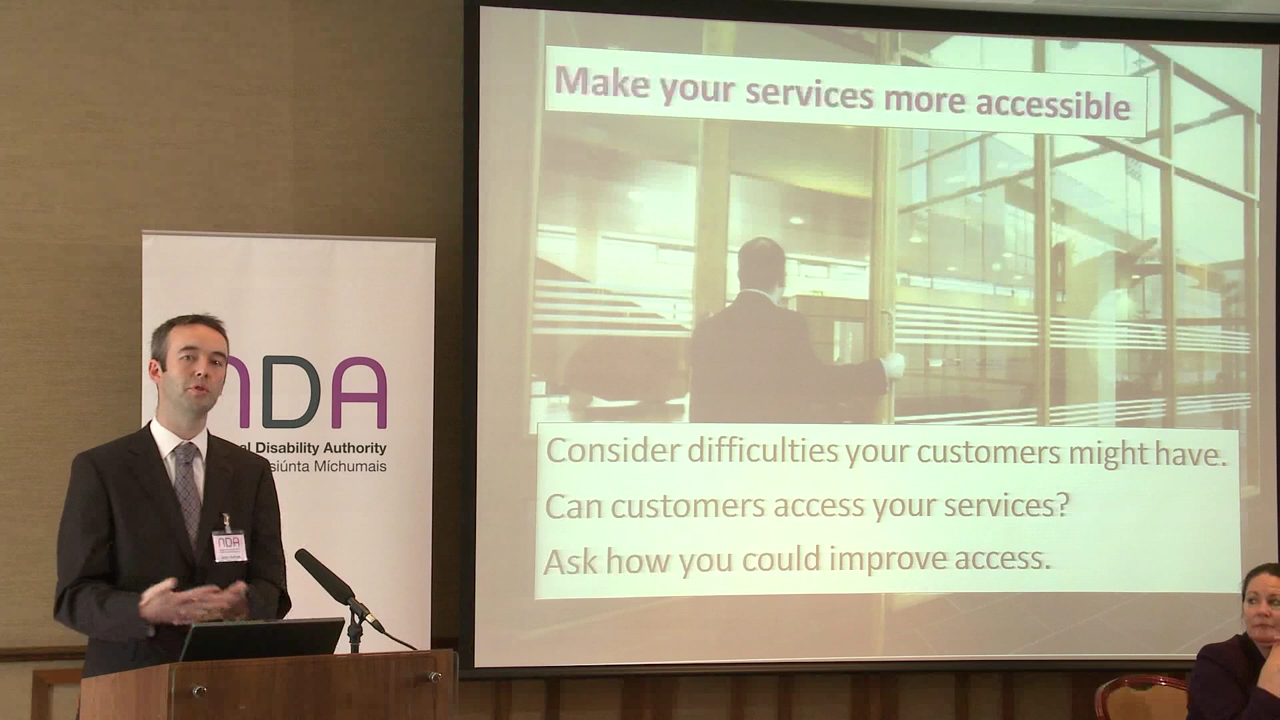 Make your services more accessible
Consider difficulties your customers might have.
Can customers access your services?
Ask how you could improve access.
NDA
Disability Authority
Míchumais
NDA